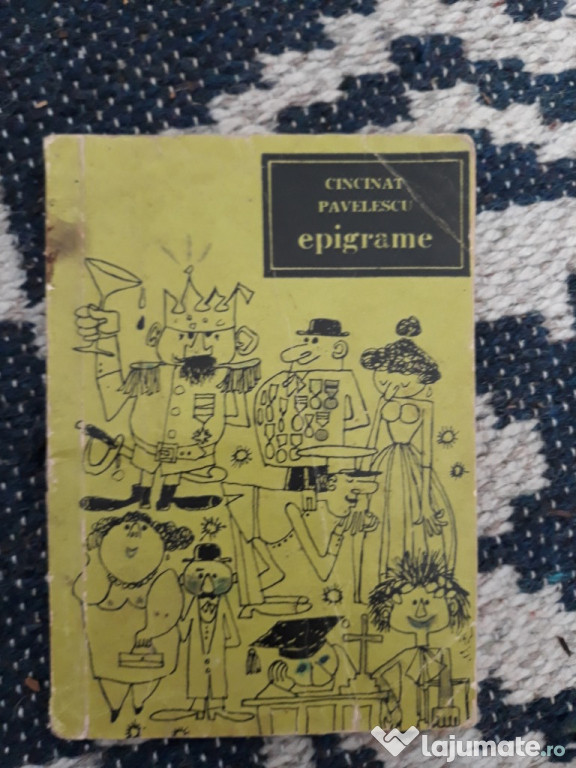 CINCINAT
PAVELESCU
epigrame
lajumate.ro